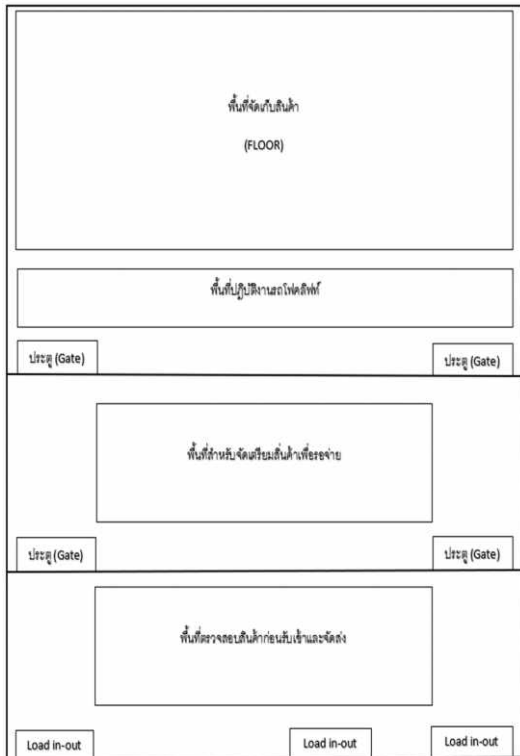 พื้นที่จัดเก็บสินค้า
(FLOOR)
พื้นที่ปฏิบัติงานรถโฟคลิฟท์
ประตู (Gate)
ประตู (Gate)
พื้นที่สำหรับจัดเตรียมสิ้นค้าเพื่อรอจ่าย
ประตู (Gate)
ประตู (Gate)
พื้นที่ตรวจสอบสินค้าก่อนรับเข้าและจัดส่ง
Load in-out
Load in-out
Load in-out